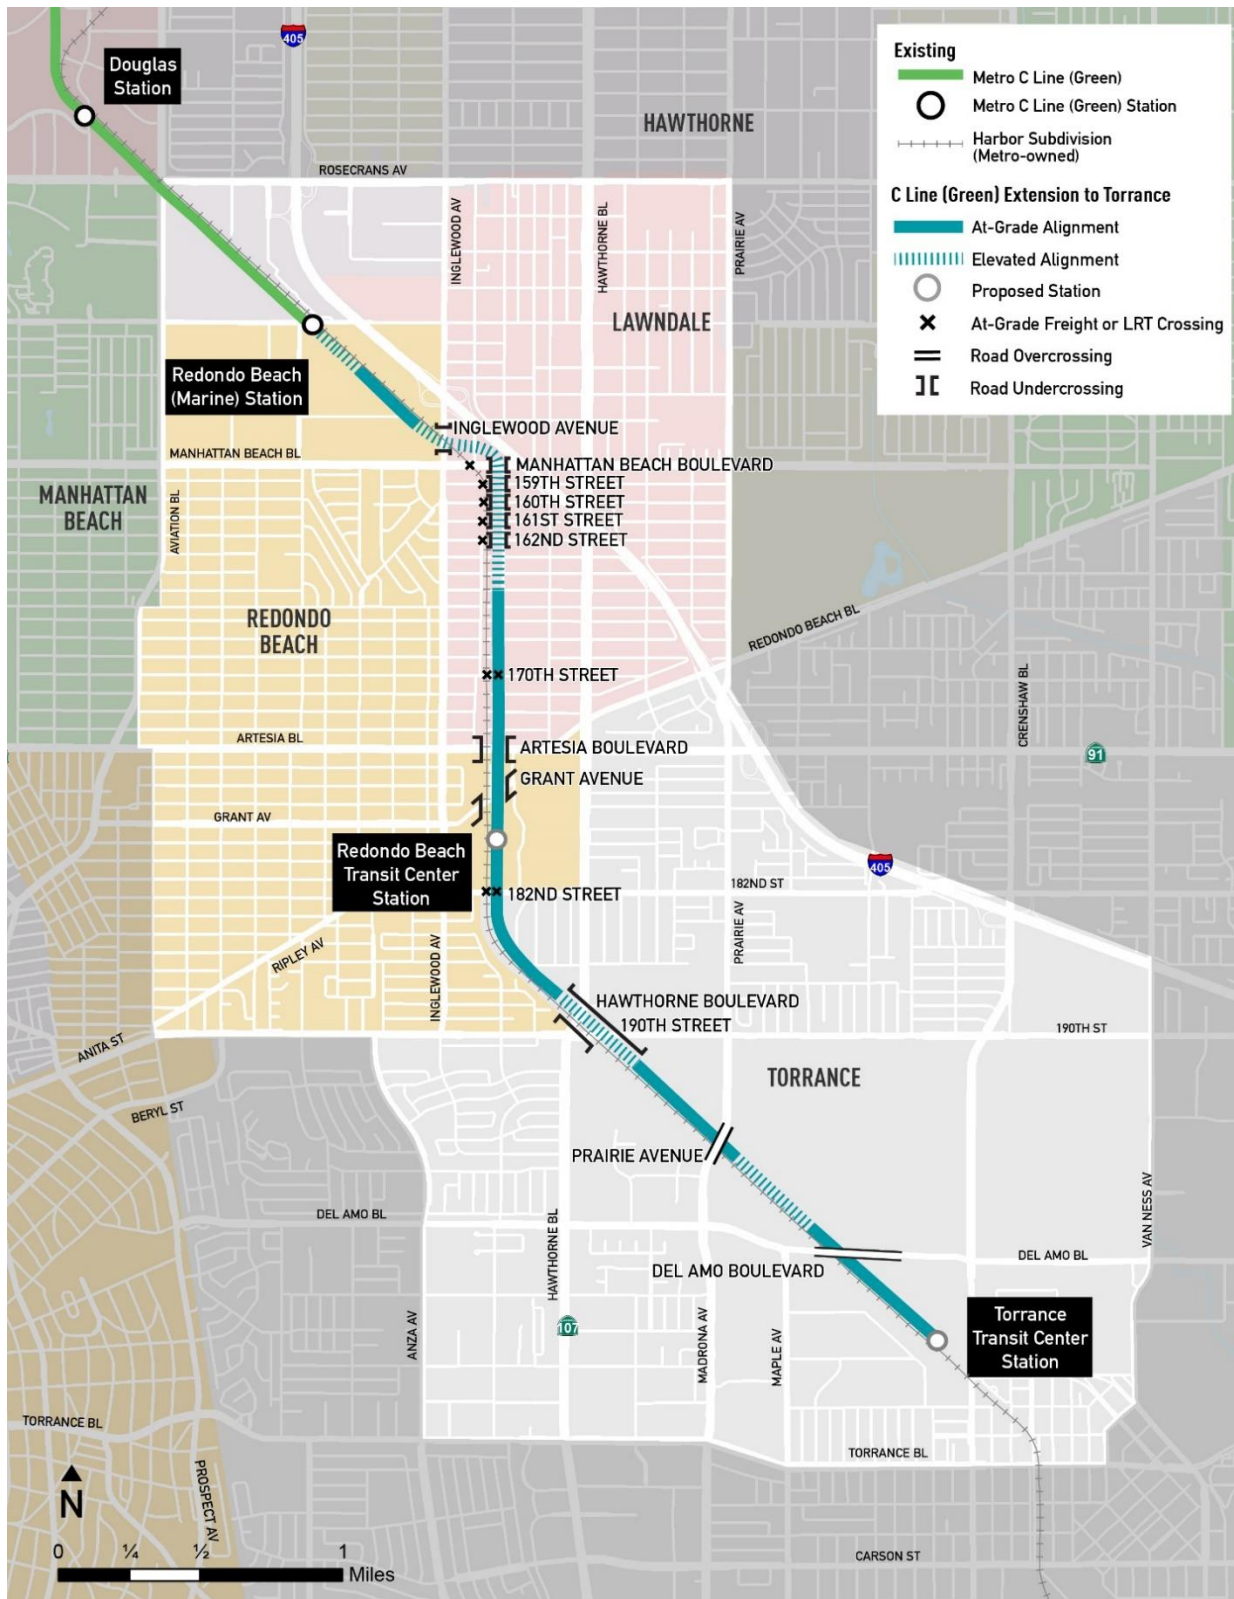 405
Douglas
Station
HAWTHORNE
ROSECRANS AV
INGLEWOOD AV
HAWTHORNE BL
PRAIRIE AV
LAWNDALE
Existing
Metro C Line (Green)
Metro C Line (Green) Station
Harbor Subdivision
(Metro-owned)
C Line (Green) Extension to Torrance
At-Grade Alignment
Elevated Alignment
Proposed Station
At-Grade Freight or LRT Crossing
Road Overcrossing
Road Undercrossing
Redondo Beach
(Marine) Station
INGLEWOOD AVENUE
MANHATTAN BEACH BL
MANHATTAN BEACH BOULEVARD
159TH STREET
160TH STREET
161ST STREET
162ND STREET
MANHATTAN
BEACH
AVIATION BL
REDONDO
BEACH
REDONDO BEACH BL
170TH STREET
CRENSHAW BL
ARTESIA BL
ARTESIA BOULEVARD
91
GRANT AVENUE
GRANT AV
Redondo Beach
Transit Center
Station
405
182ND ST
182ND STREET
PRAIRIE AV
RIPLEY AV
INGLEWOOD AV
HAWTHORNE BOULEVARD
190TH STREET
190TH ST
ANITA ST
TORRANCE
BERYL ST
PRAIRIE AVENUE
VAN NESS AV
DEL AMO BL
HAWTHORNE BL
DEL AMO BL
DEL AMO BOULEVARD
ANZA AV
107
MADRONA AV
MAPLE AV
Torrance
Transit Center
Station
TORRANCE BL
TORRANCE BL
PROSPECT AV
N
CARSON ST
0 ¼ ½ 1
Miles